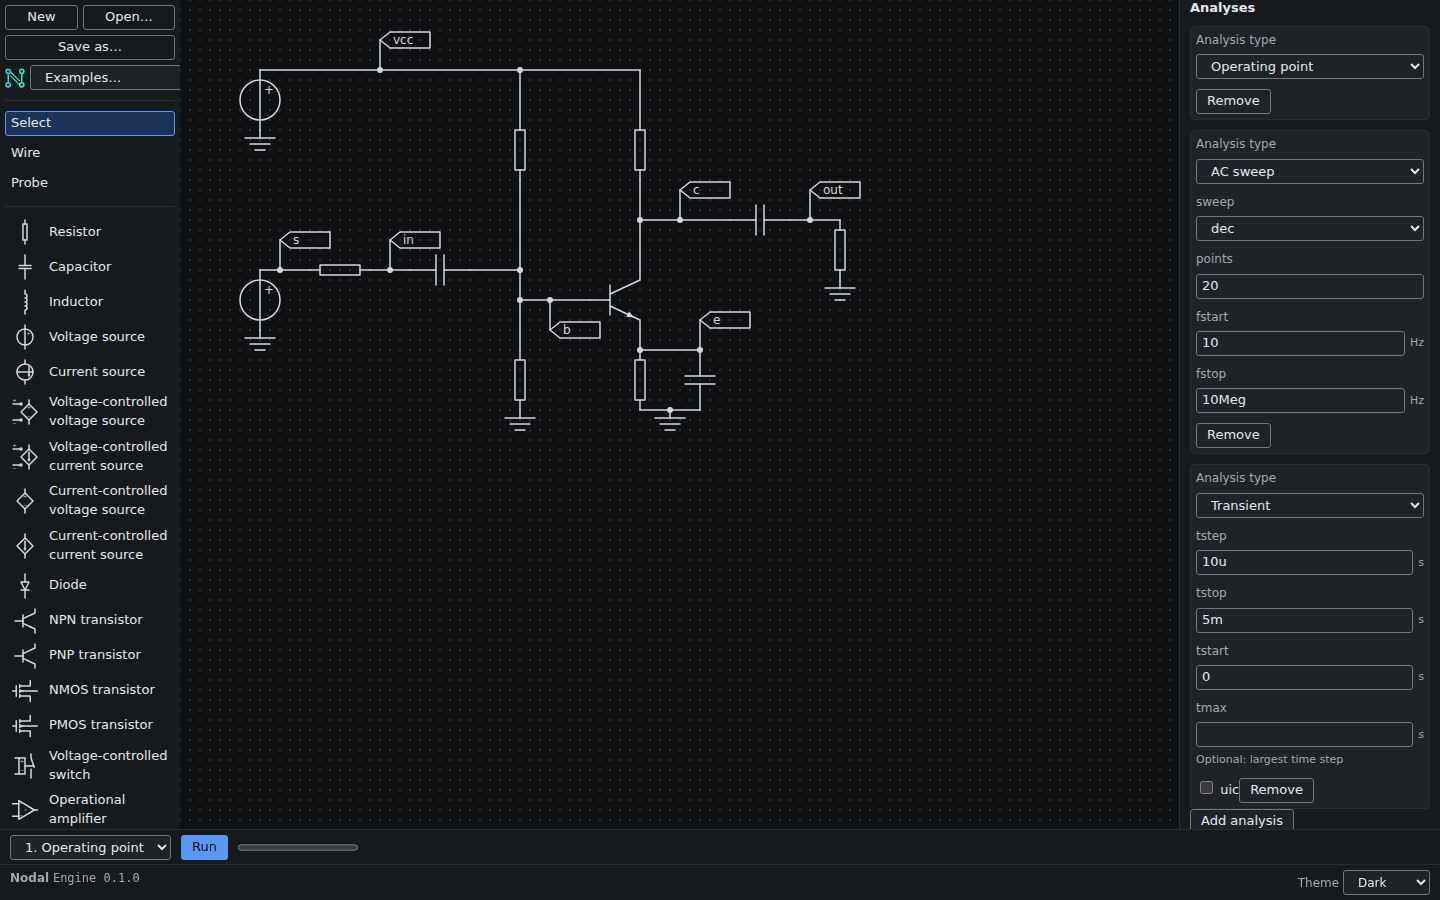 New
Open...
Save as...
Examples...
Select
Wire
Probe
Resistor
Capacitor
Inductor
Voltage source
Current source
Voltage-controlled
voltage source
Voltage-controlled
current source
Current-controlled
voltage source
Current-controlled
current source
Diode
NPN transistor
PNP transistor
NMOS transistor
PMOS transistor
Voltage-controlled
switch
Operational
amplifier
vcc
+
c
out
s
in
+
b
e
Analyses
Analysis type
Operating point
Remove
Analysis type
AC sweep
sweep
dec
points
20
fstart
10 Hz
fstop
10Meg Hz
Remove
Analysis type
Transient
tstep
10u s
tstop
5m s
tstart
0 s
tmax
s
Optional: largest time step
uic Remove
Add analysis
1. Operating point Run
Nodal Engine 0.1.0
Theme Dark